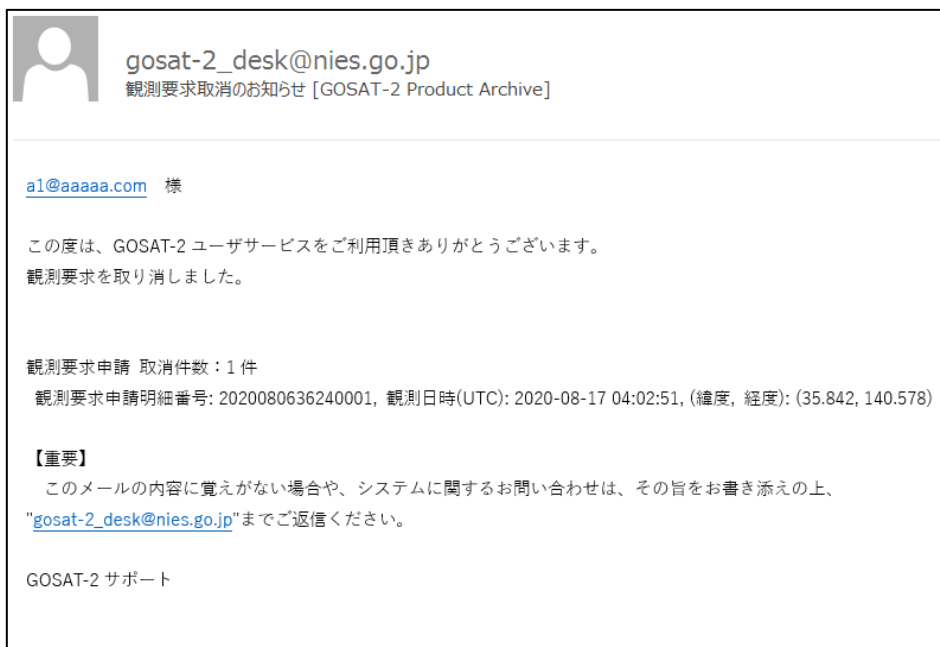 gosat-2_desk@nies.go.jp
観測要求取消のお知らせ [GOSAT-2 Product Archive]
a1@aaaaa.com　様
この度は、GOSAT-2 ユーザサービスをご利用頂きありがとうございます。
観測要求を取り消しました。
観測要求申請 取消件数：1 件
観測要求申請明細番号: 2020080636240001, 観測日時(UTC): 2020-08-17 04:02:51, (緯度, 経度): (35.842, 140.578)
【重要】
このメールの内容に覚えがない場合や、システムに関するお問い合わせは、その旨をお書き添えの上、
"gosat-2_desk@nies.go.jp"までご返信ください。
GOSAT-2 サポート